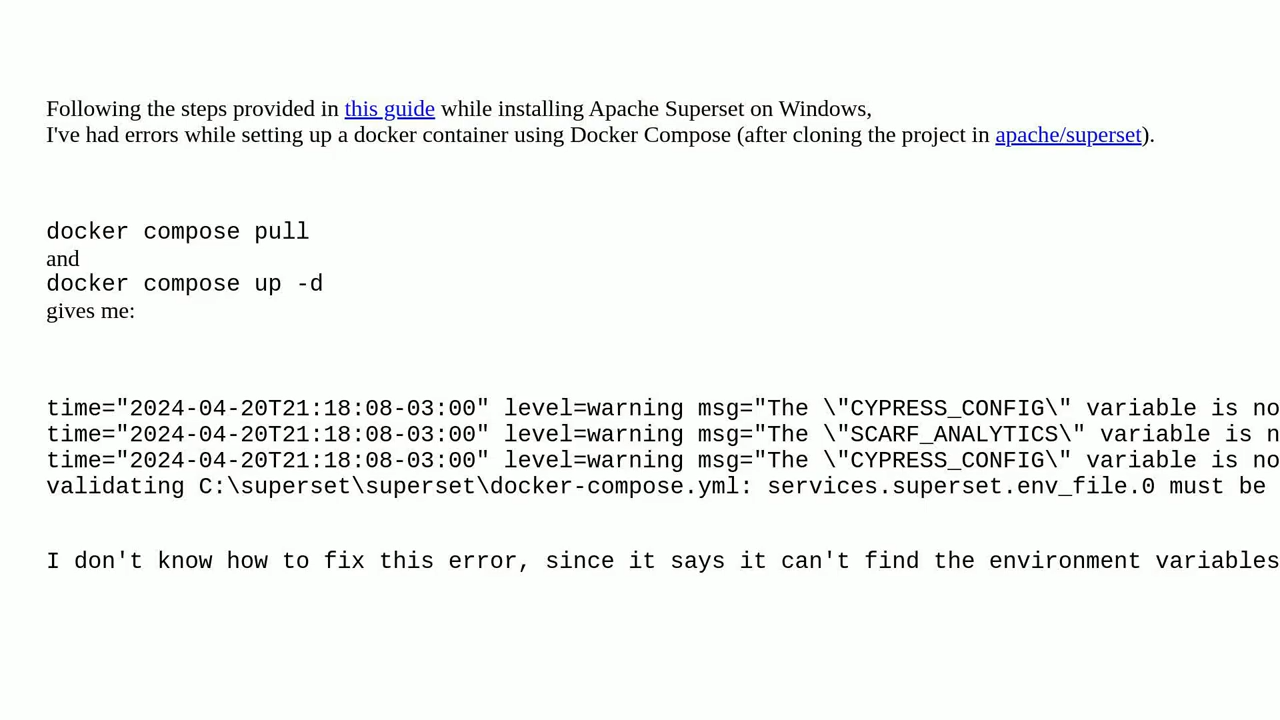 Following the steps provided in this guide while installing Apache Superset on Windows,
I've had errors while setting up a docker container using Docker Compose (after cloning the project in apache/superset).
docker compose pull
and
docker compose up -d
gives me:
time="2024-04-20T21:18:08-03:00" level=warning msg="The \"CYPRESS_CONFIG\" variable is no
time="2024-04-20T21:18:08-03:00" level=warning msg="The \"SCARF_ANALYTICS\" variable is n
time="2024-04-20T21:18:08-03:00" level=warning msg="The \"CYPRESS_CONFIG\" variable is no
validating C:\superset\superset\docker-compose.yml: services.superset.env_file.0 must be
I don't know how to fix this error, since it says it can't find the environment variables